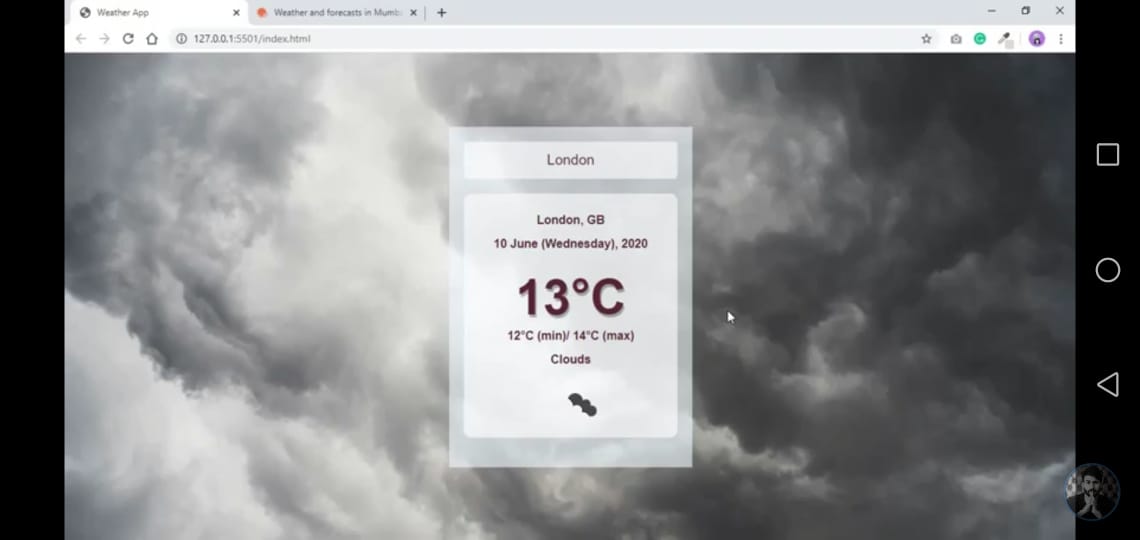 Weather App
Weather and forecasts in Mumb
127.0.0.1:5501/index.html
London
London, GB
10 June (Wednesday), 2020
13°C
12°C (min)/ 14°C (max)
Clouds